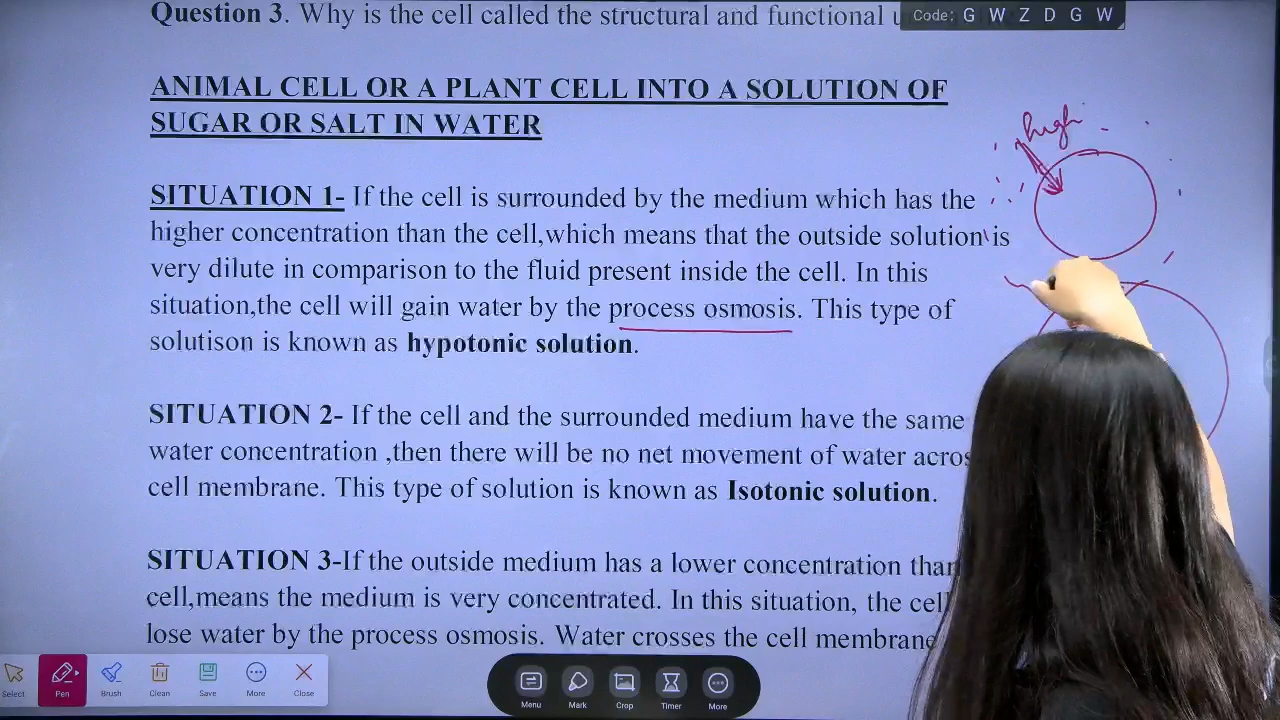 Question 3. Why is the cell called the structural and functional
Code: G W Z D G W
ANIMAL CELL OR A PLANT CELL INTO A SOLUTION OF
SUGAR OR SALT IN WATER
high
SITUATION 1- If the cell is surrounded by the medium which has the
higher concentration than the cell,which means that the outside solution is
very dilute in comparison to the fluid present inside the cell. In this
situation,the cell will gain water by the process osmosis. This type of
solutison is known as hypotonic solution.
SITUATION 2- If the cell and the surrounded medium have the same
water concentration ,then there will be no net movement of water
cell membrane. This type of solution is known as Isotonic solution.
SITUATION 3-If the outside medium has a lower concentration
cell,means the medium is very concentrated. In this situation, the cell
lose water by the process osmosis. Water crosses the cell membrane
Select Pen Brush Clean Save More Close
Menu Mark Crop Timer More